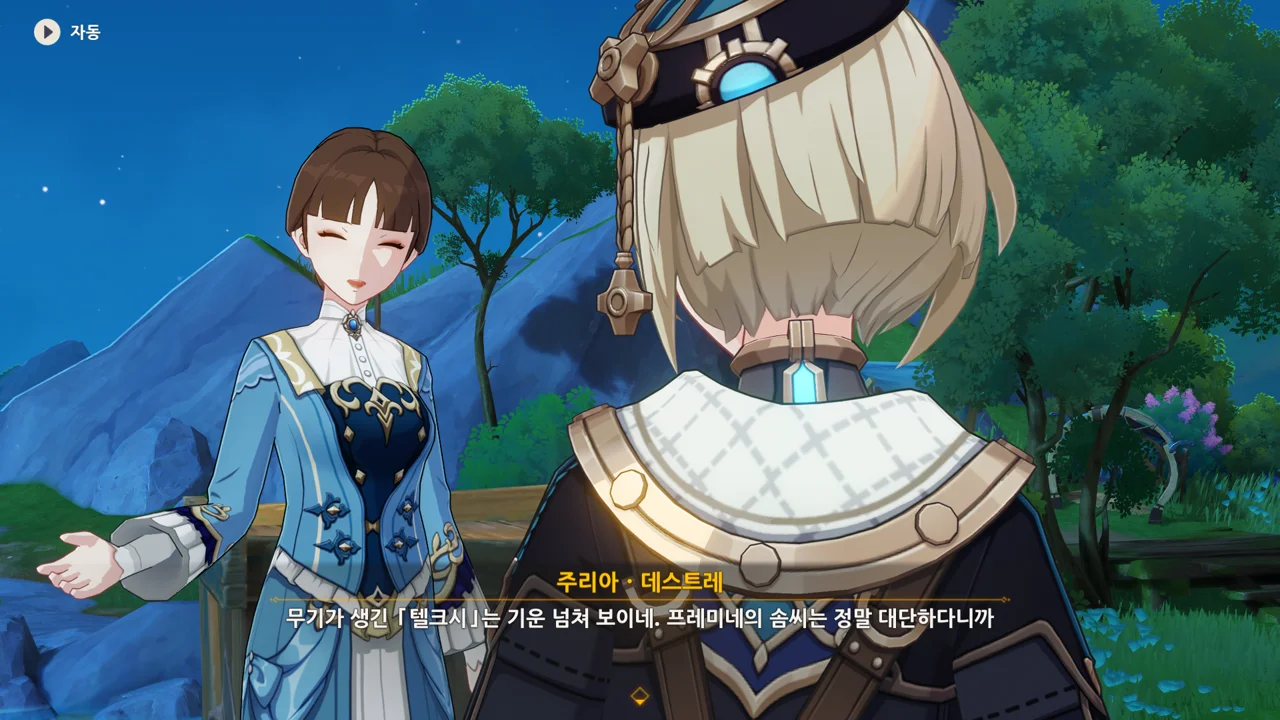 자동
주리아·데스트레
무기가 생긴 「텔크시」는 기운 넘쳐 보이네. 프레미네의 솜씨는 정말 대단하다니까